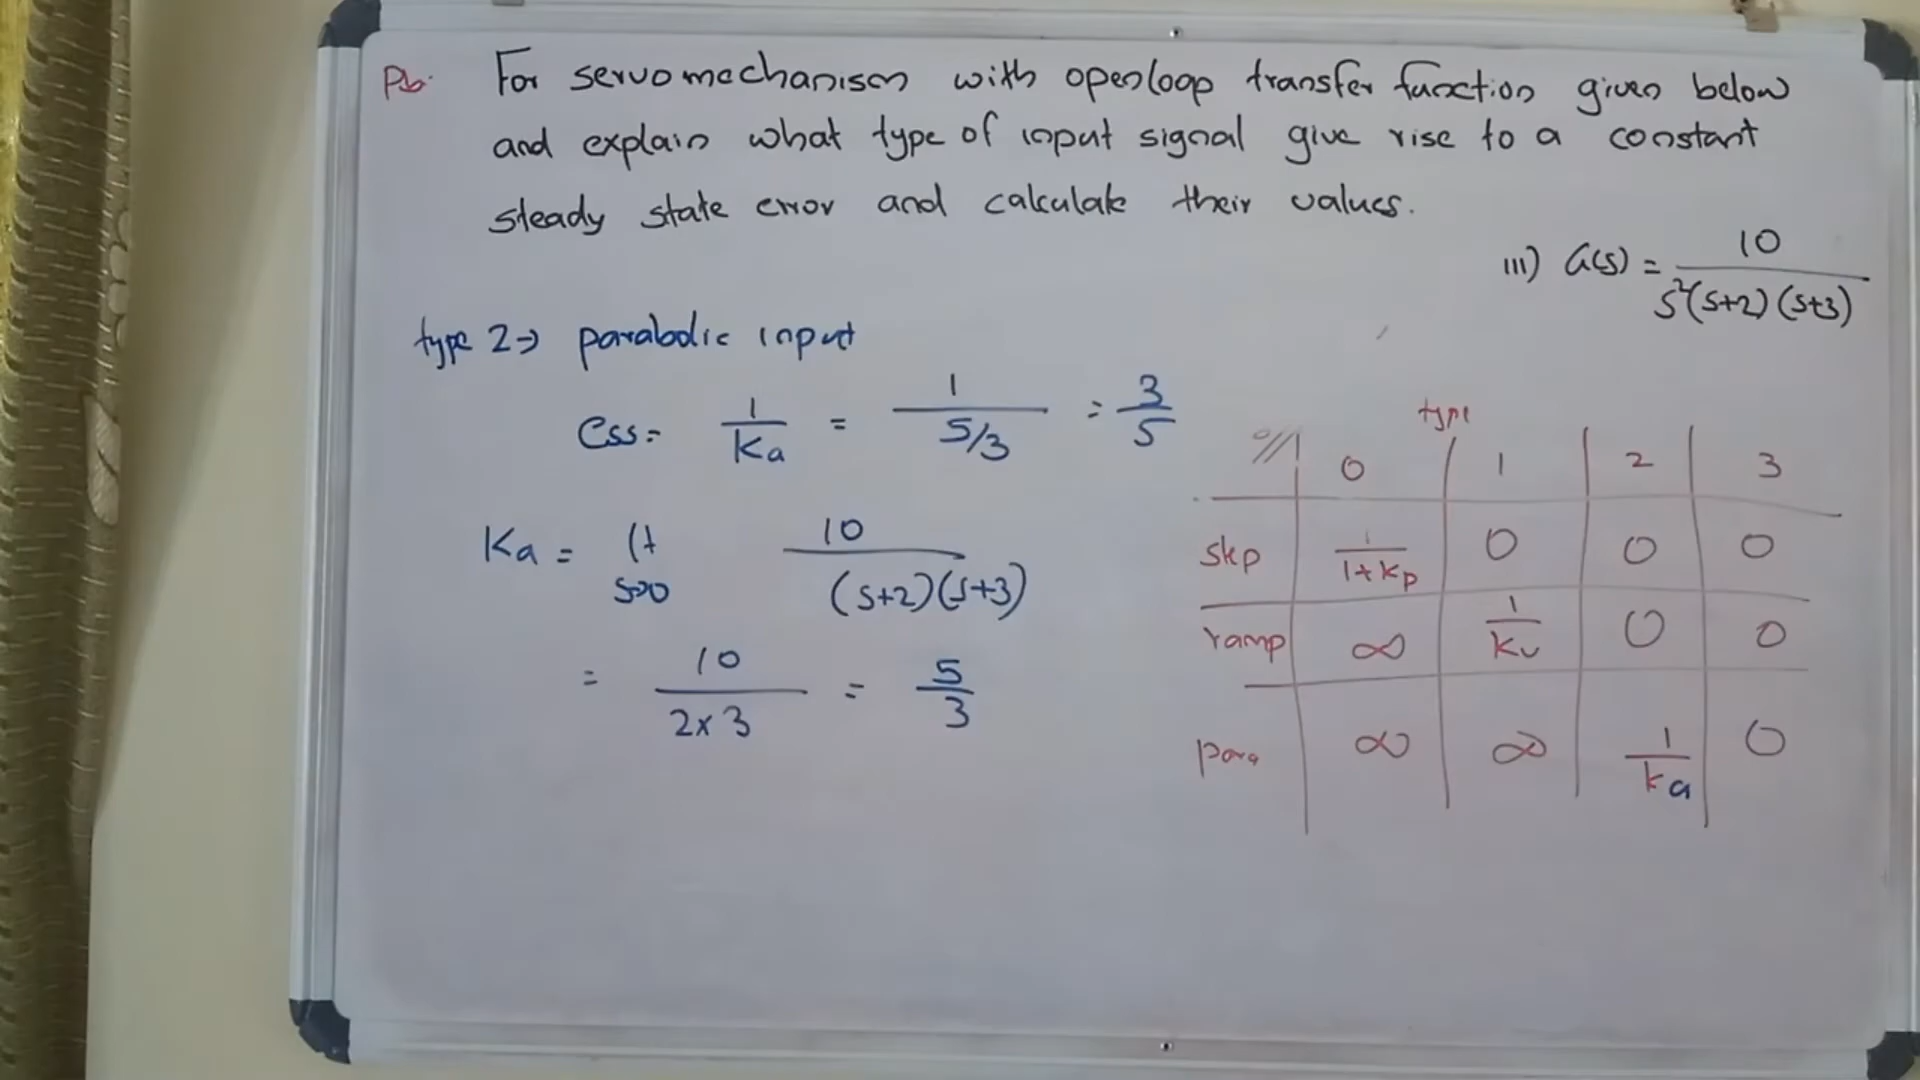 Pb. For servomechanism with openloop transfer function given below
and explain what type of input signal give rise to a constant
steady state error and calculate their values.
iii) G(s) = 10 / s²(s+2)(s+3)
type 2 → parabolic input
ess = 1/Ka = 1 / 5/3 = 3/5
Ka = lt s→0 10 / (s+2)(s+3)
= 10 / 2x3 = 5/3
type
0 1 2 3
step 1/1+Kp 0 0 0
ramp ∞ 1/Kv 0 0
para ∞ ∞ 1/Ka 0